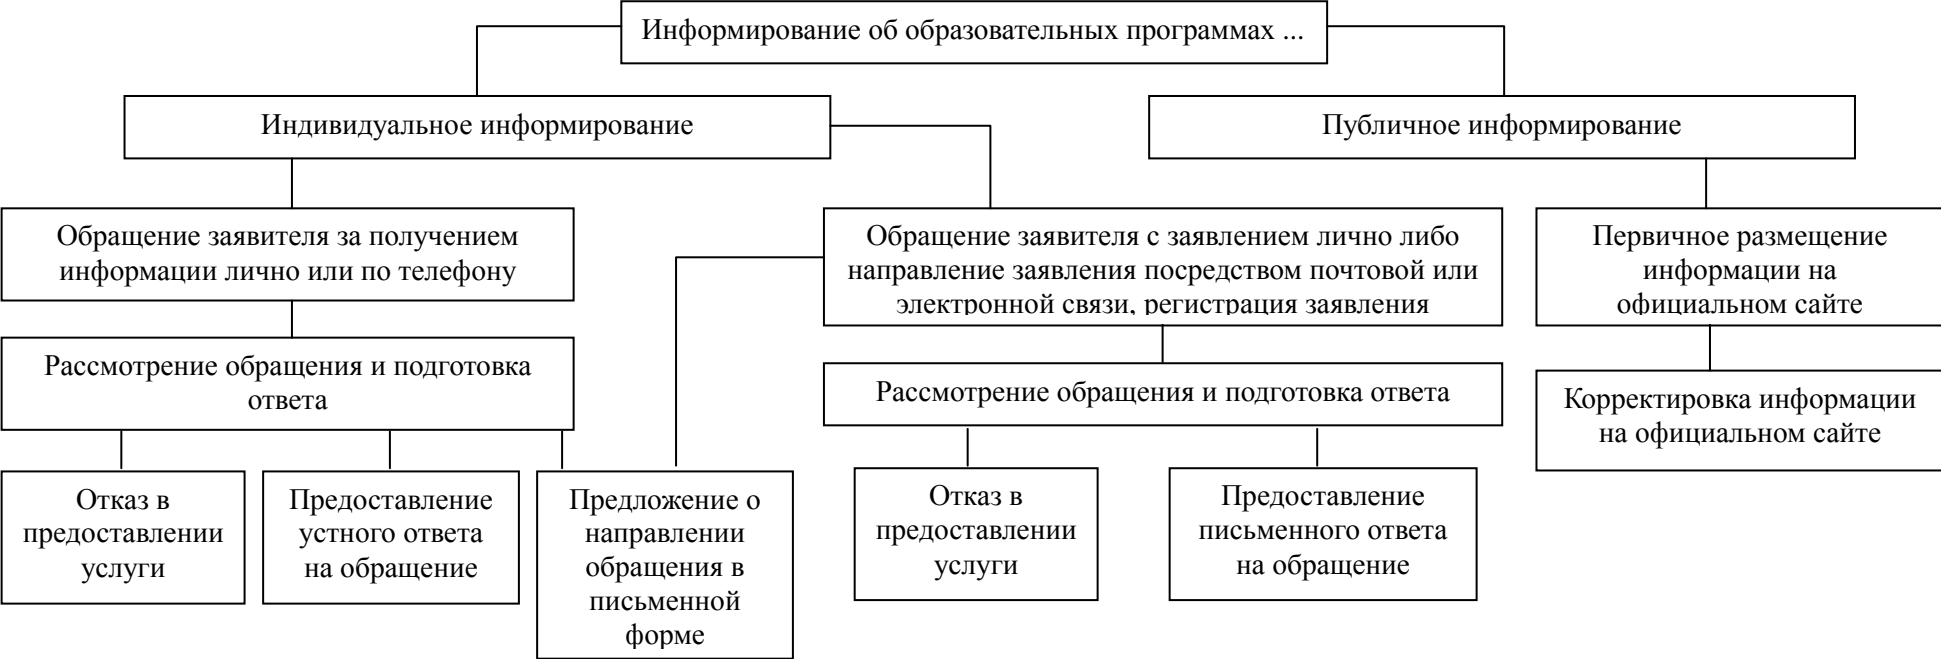 Информирование об образовательных программах ...
Индивидуальное информирование
Публичное информирование
Обращение заявителя за получением
информации лично или по телефону
Обращение заявителя с заявлением лично либо
направление заявления посредством почтовой или
электронной связи, регистрация заявления
Первичное размещение
информации на
официальном сайте
Рассмотрение обращения и подготовка
ответа
Рассмотрение обращения и подготовка ответа
Корректировка информации
на официальном сайте
Отказ в
предоставлении
услуги
Предоставление
устного ответа
на обращение
Предложение о
направлении
обращения в
письменной
форме
Отказ в
предоставлении
услуги
Предоставление
письменного ответа
на обращение